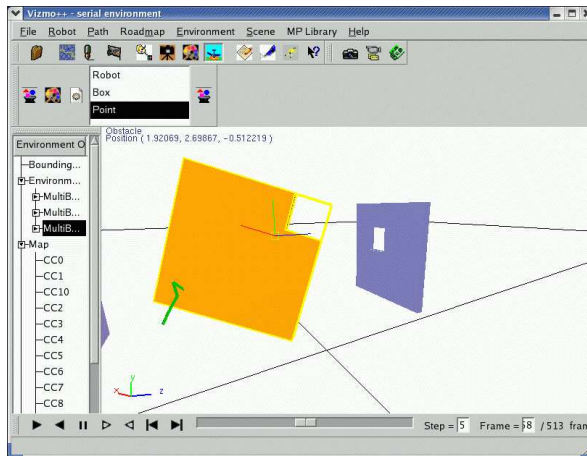 Vizmo++ - serial environment
File Robot Path Roadmap Environment Scene MP Library Help
Robot
Box
Point
Obstacle
Position ( 1.92069, 2.69867, -0.512219 )
Environment O
Bounding...
Environm...
MultiB...
MultiB...
MultiB...
Map
CC0
CC1
CC10
CC2
CC3
CC4
CC5
CC6
CC7
CC8
x y z
Step = 5 Frame = 58 / 513 fram